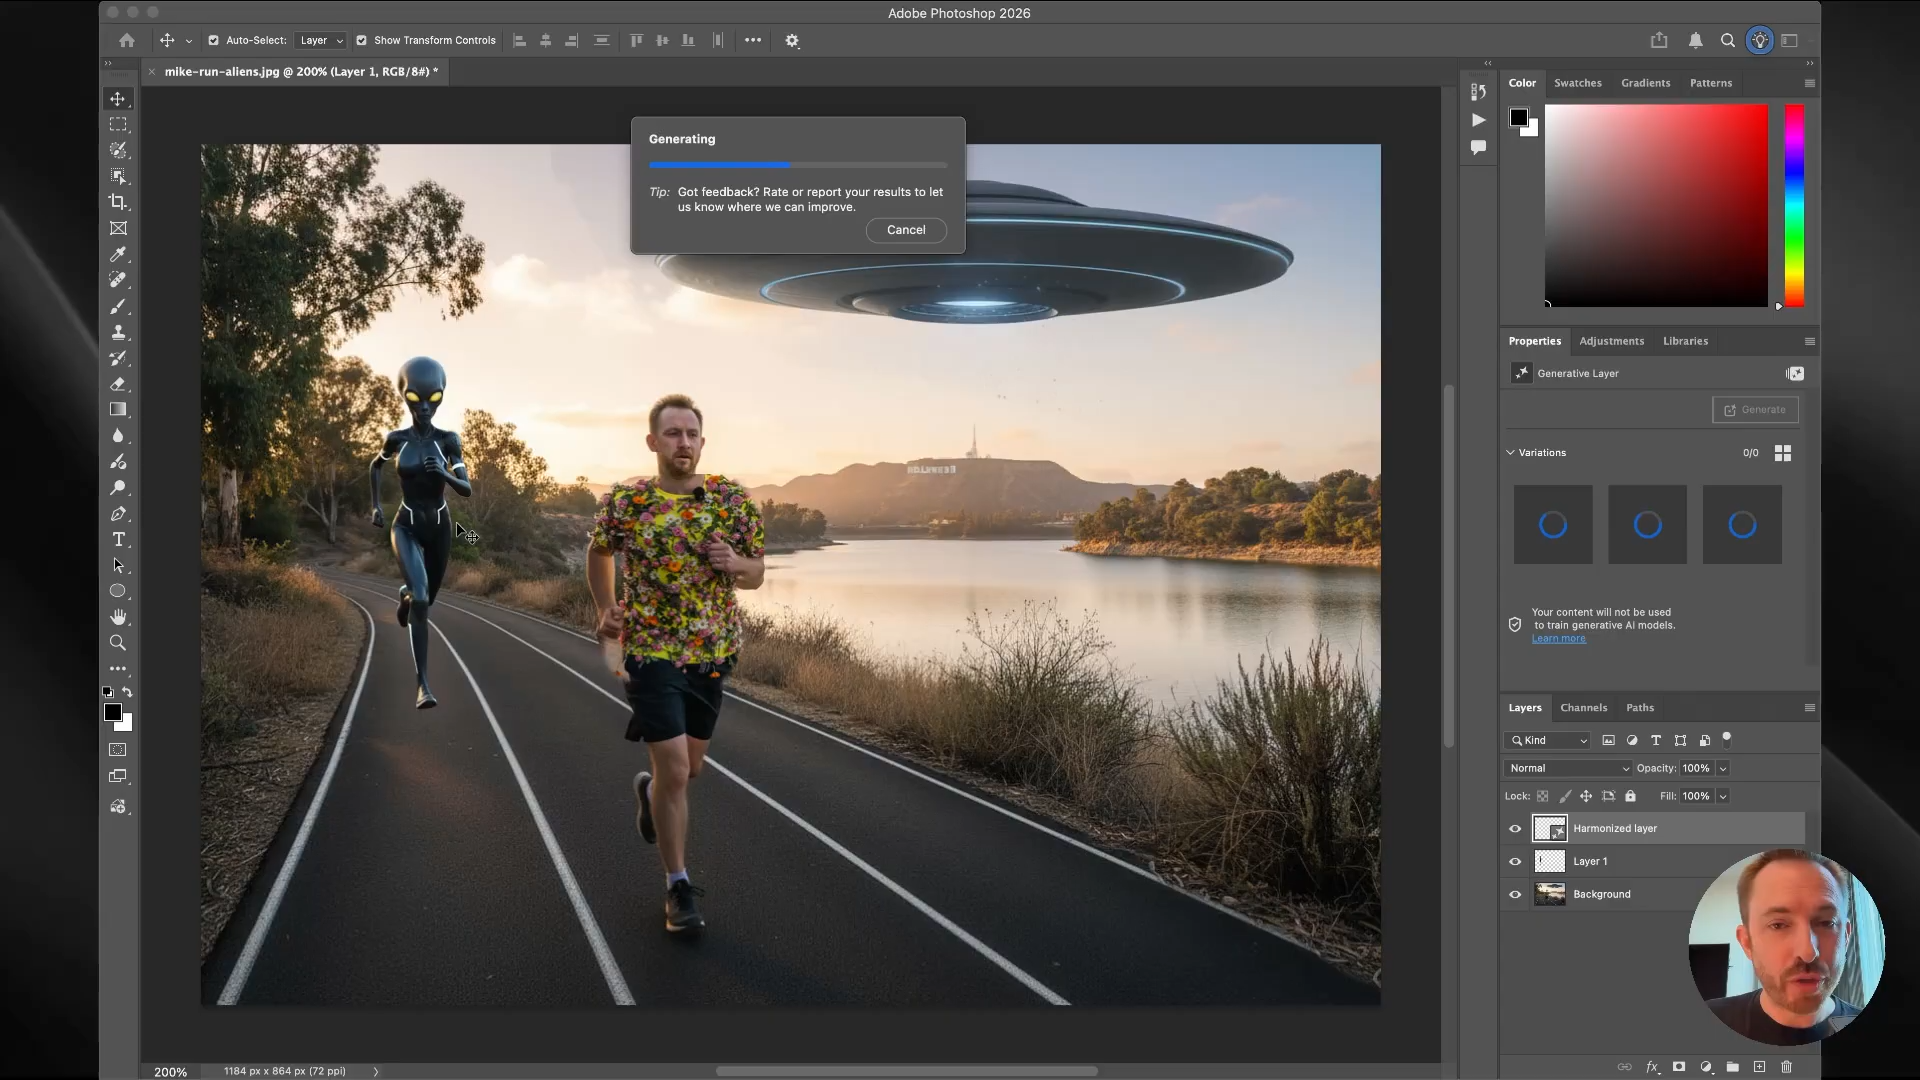 Adobe Photoshop 2026
Auto-Select: Layer Show Transform Controls
mike-run-aliens.jpg @ 200% (Layer 1, RGB/8#) *
Generating
Tip: Got feedback? Rate or report your results to let
us know where we can improve.
Cancel
Color Swatches Gradients Patterns
Properties Adjustments Libraries
Generative Layer
Generate
Variations 0/0
Your content will not be used
to train generative AI models.
Learn more
Layers Channels Paths
Kind
Normal Opacity: 100%
Lock: Fill: 100%
Harmonized layer
Layer 1
Background
200% 1184 px x 864 px (72 ppi)